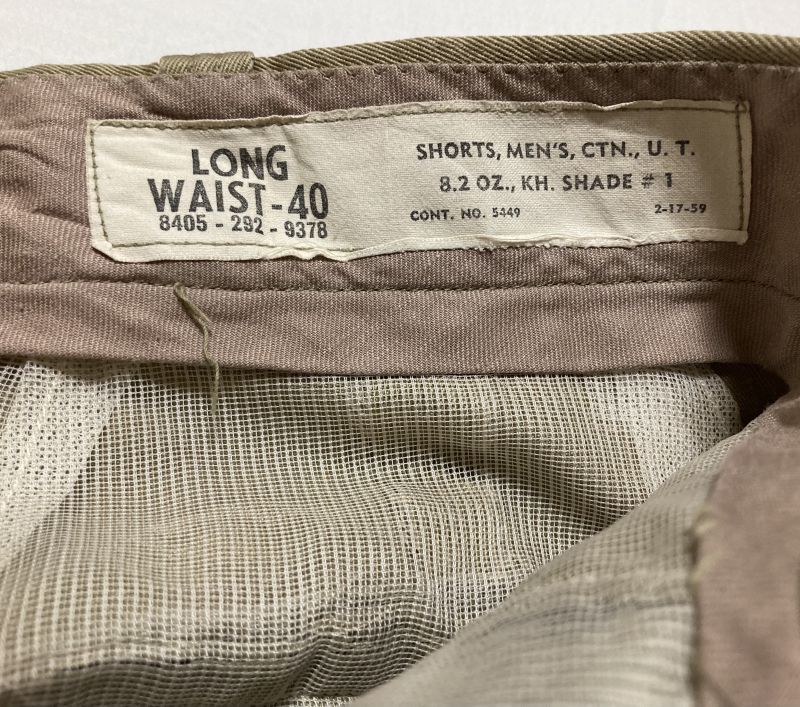 LONG
WAIST-40
8405 - 292 - 9378
SHORTS, MEN'S, CTN., U. T.
8.2 OZ., KH. SHADE # 1
CONT. NO. 5449 2-17-59